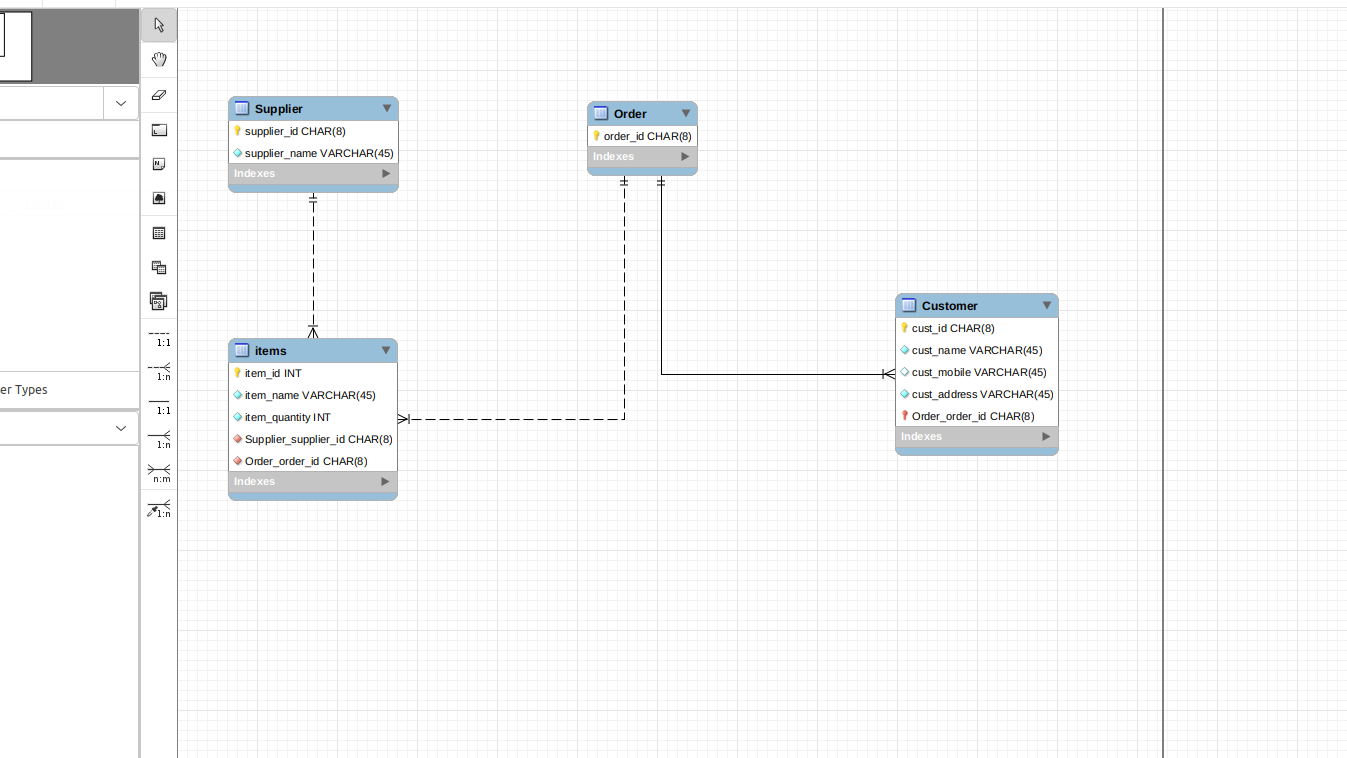 er Types
1:1
1:n
1:1
1:n
n:m
1:n
Supplier
supplier_id CHAR(8)
supplier_name VARCHAR(45)
Indexes
items
item_id INT
item_name VARCHAR(45)
item_quantity INT
Supplier_supplier_id CHAR(8)
Order_order_id CHAR(8)
Indexes
Order
order_id CHAR(8)
Indexes
Customer
cust_id CHAR(8)
cust_name VARCHAR(45)
cust_mobile VARCHAR(45)
cust_address VARCHAR(45)
Order_order_id CHAR(8)
Indexes